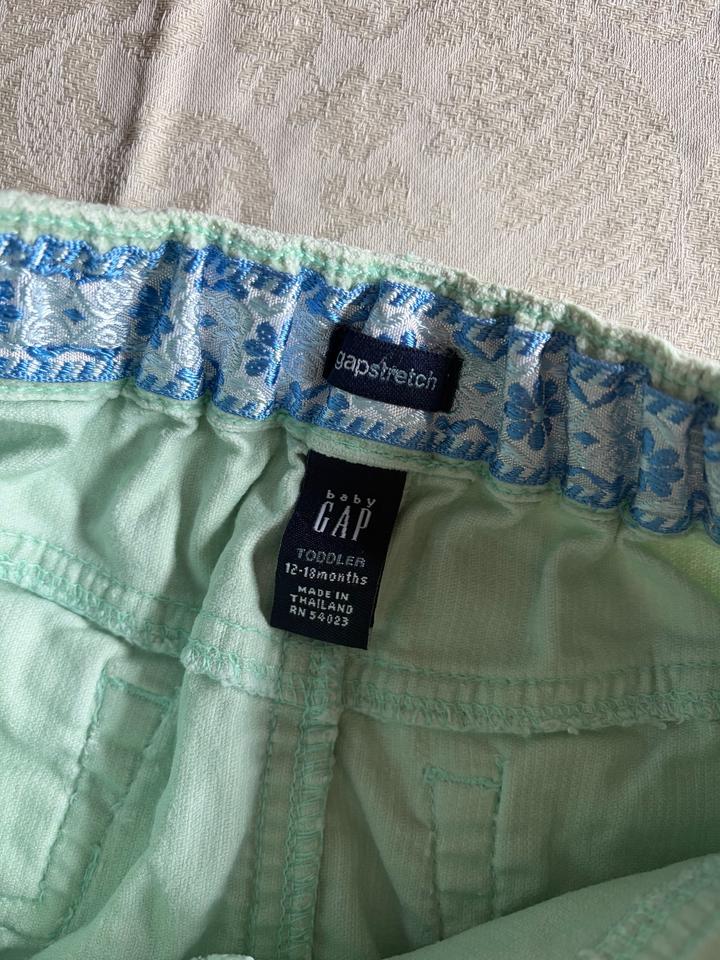 gapstretch
baby
GAP
TODDLER
12-18months
MADE IN
THAILAND
RN 54023